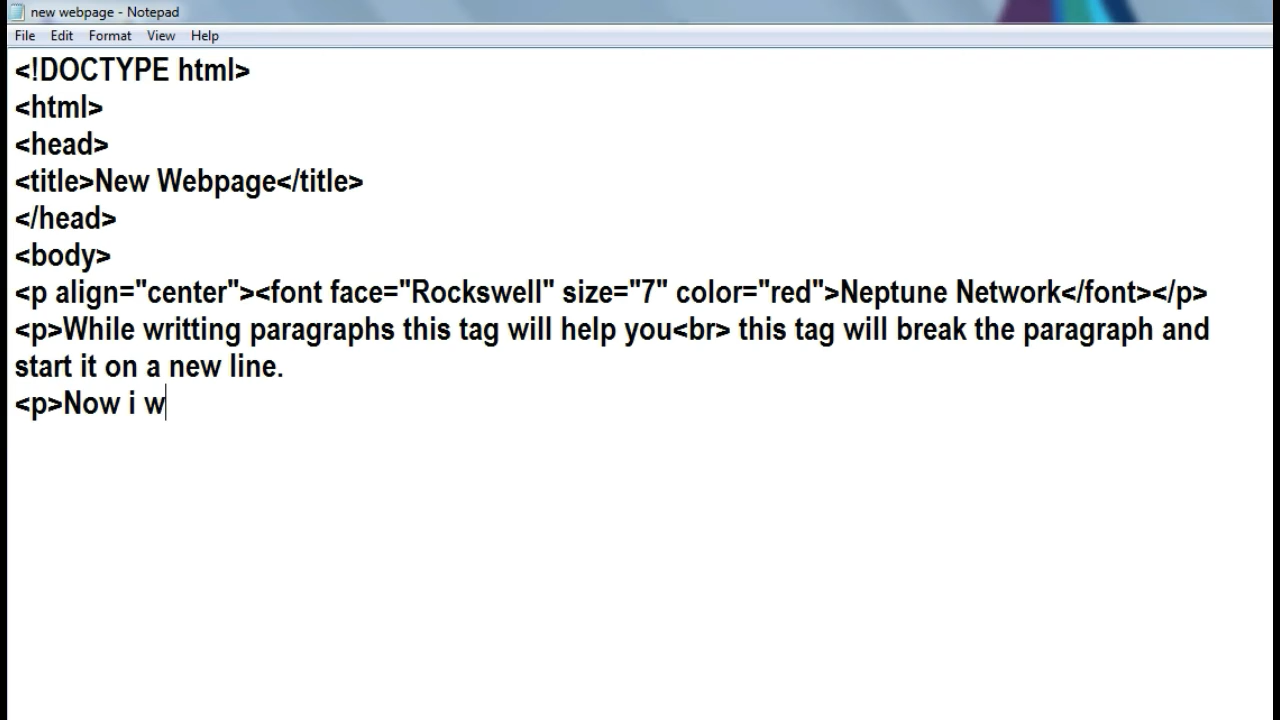 new webpage - Notepad
File Edit Format View Help
<!DOCTYPE html>
<html>
<head>
<title>New Webpage</title>
</head>
<body>
<p align="center"><font face="Rockswell" size="7" color="red">Neptune Network</font></p>
<p>While writting paragraphs this tag will help you<br> this tag will break the paragraph and
start it on a new line.
<p>Now i w